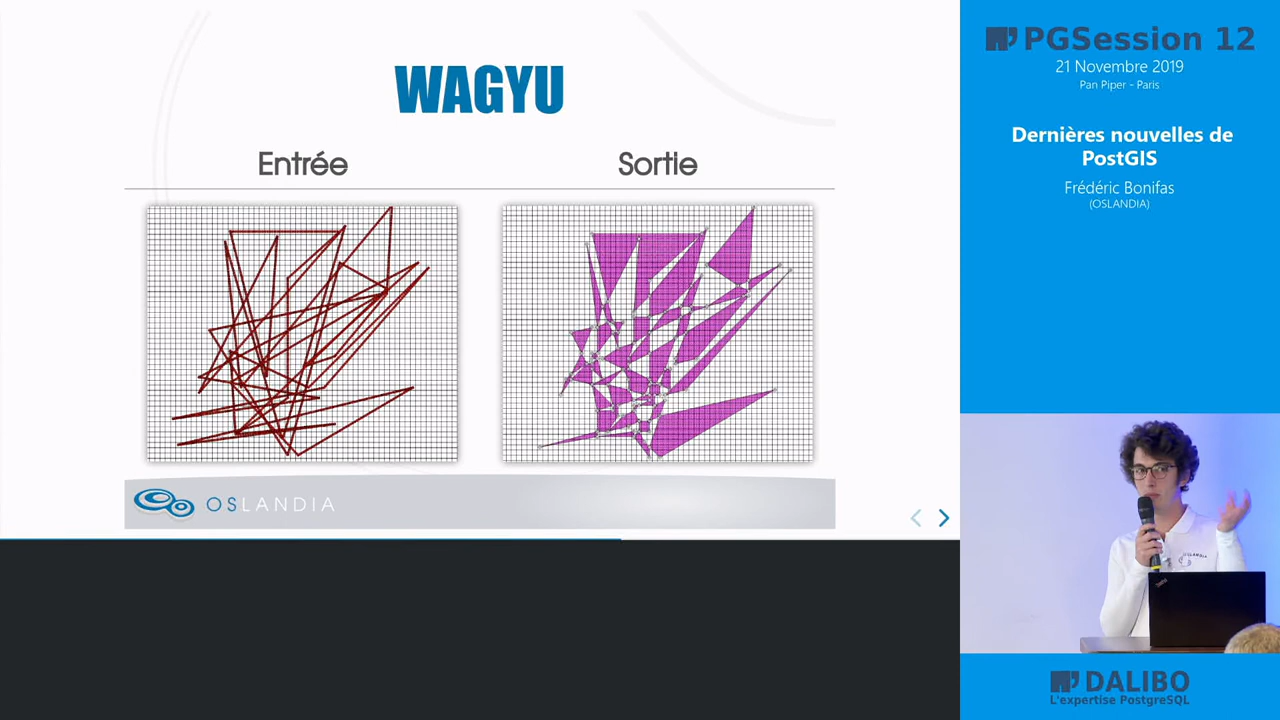 WAGYU
Entrée
Sortie
OSLANDIA
PGSession 12
21 Novembre 2019
Pan Piper - Paris
Dernières nouvelles de
PostGIS
Frédéric Bonifas
(OSLANDIA)
DALIBO
L'expertise PostgreSQL